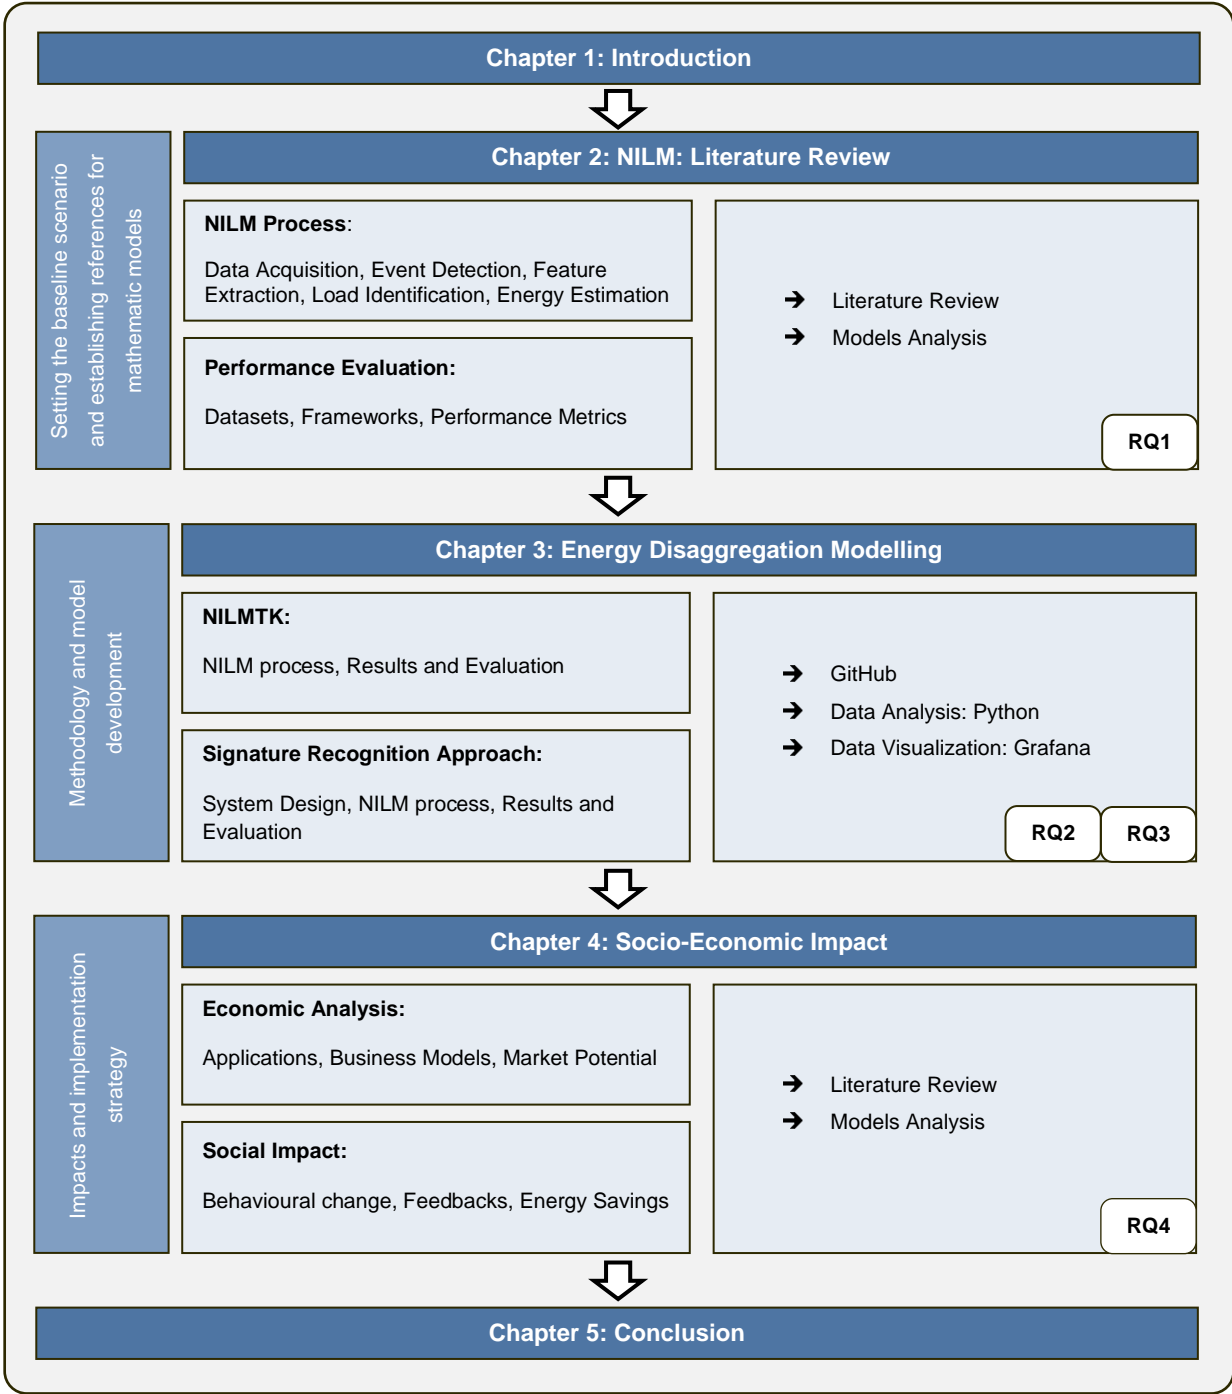 Chapter 1: Introduction
Setting the baseline scenario
and establishing references for
mathematic models
Chapter 2: NILM: Literature Review
NILM Process:
Data Acquisition, Event Detection, Feature
Extraction, Load Identification, Energy Estimation
Performance Evaluation:
Datasets, Frameworks, Performance Metrics
➔ Literature Review
➔ Models Analysis
RQ1
Methodology and model
development
Chapter 3: Energy Disaggregation Modelling
NILMTK:
NILM process, Results and Evaluation
Signature Recognition Approach:
System Design, NILM process, Results and
Evaluation
➔ GitHub
➔ Data Analysis: Python
➔ Data Visualization: Grafana
RQ2 RQ3
Impacts and implementation
strategy
Chapter 4: Socio-Economic Impact
Economic Analysis:
Applications, Business Models, Market Potential
Social Impact:
Behavioural change, Feedbacks, Energy Savings
➔ Literature Review
➔ Models Analysis
RQ4
Chapter 5: Conclusion